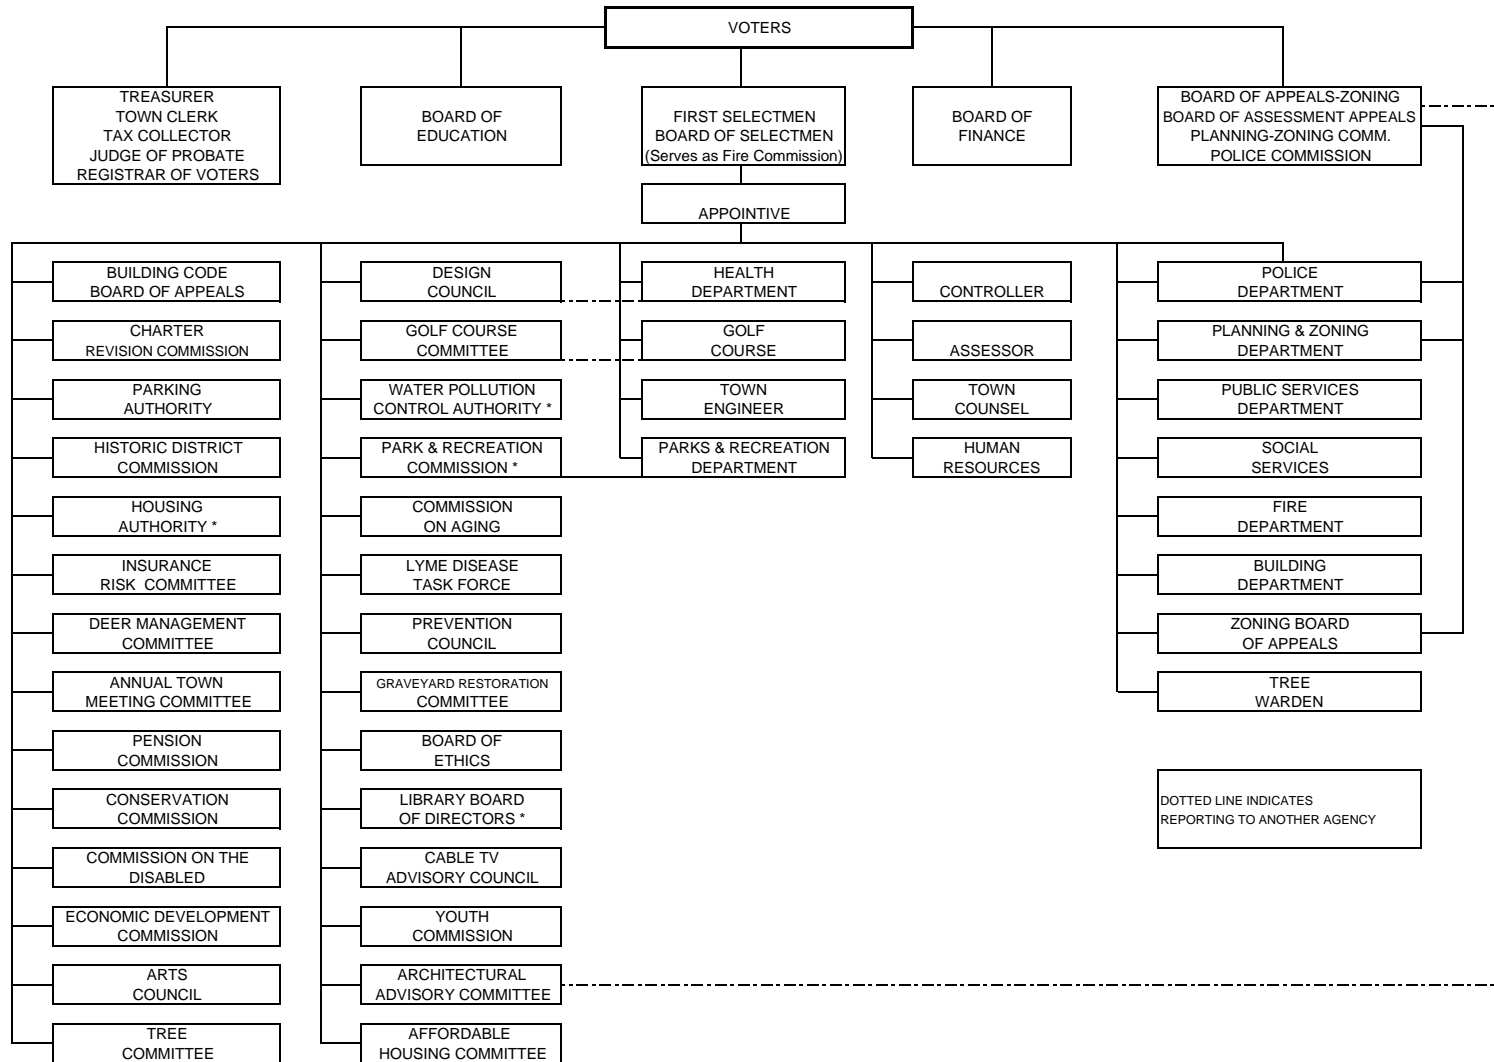 VOTERS
TREASURER
TOWN CLERK
TAX COLLECTOR
JUDGE OF PROBATE
REGISTRAR OF VOTERS
BOARD OF
EDUCATION
FIRST SELECTMEN
BOARD OF SELECTMEN
(Serves as Fire Commission)
BOARD OF
FINANCE
BOARD OF APPEALS-ZONING
BOARD OF ASSESSMENT APPEALS
PLANNING-ZONING COMM.
POLICE COMMISSION
APPOINTIVE
BUILDING CODE
BOARD OF APPEALS
CHARTER
REVISION COMMISSION
PARKING
AUTHORITY
HISTORIC DISTRICT
COMMISSION
HOUSING
AUTHORITY *
INSURANCE
RISK COMMITTEE
DEER MANAGEMENT
COMMITTEE
ANNUAL TOWN
MEETING COMMITTEE
PENSION
COMMISSION
CONSERVATION
COMMISSION
COMMISSION ON THE
DISABLED
ECONOMIC DEVELOPMENT
COMMISSION
ARTS
COUNCIL
TREE
COMMITTEE
DESIGN
COUNCIL
GOLF COURSE
COMMITTEE
WATER POLLUTION
CONTROL AUTHORITY *
PARK & RECREATION
COMMISSION *
COMMISSION
ON AGING
LYME DISEASE
TASK FORCE
PREVENTION
COUNCIL
GRAVEYARD RESTORATION
COMMITTEE
BOARD OF
ETHICS
LIBRARY BOARD
OF DIRECTORS *
CABLE TV
ADVISORY COUNCIL
YOUTH
COMMISSION
ARCHITECTURAL
ADVISORY COMMITTEE
AFFORDABLE
HOUSING COMMITTEE
HEALTH
DEPARTMENT
GOLF
COURSE
TOWN
ENGINEER
PARKS & RECREATION
DEPARTMENT
CONTROLLER
ASSESSOR
TOWN
COUNSEL
HUMAN
RESOURCES
POLICE
DEPARTMENT
PLANNING & ZONING
DEPARTMENT
PUBLIC SERVICES
DEPARTMENT
SOCIAL
SERVICES
FIRE
DEPARTMENT
BUILDING
DEPARTMENT
ZONING BOARD
OF APPEALS
TREE
WARDEN
DOTTED LINE INDICATES
REPORTING TO ANOTHER AGENCY